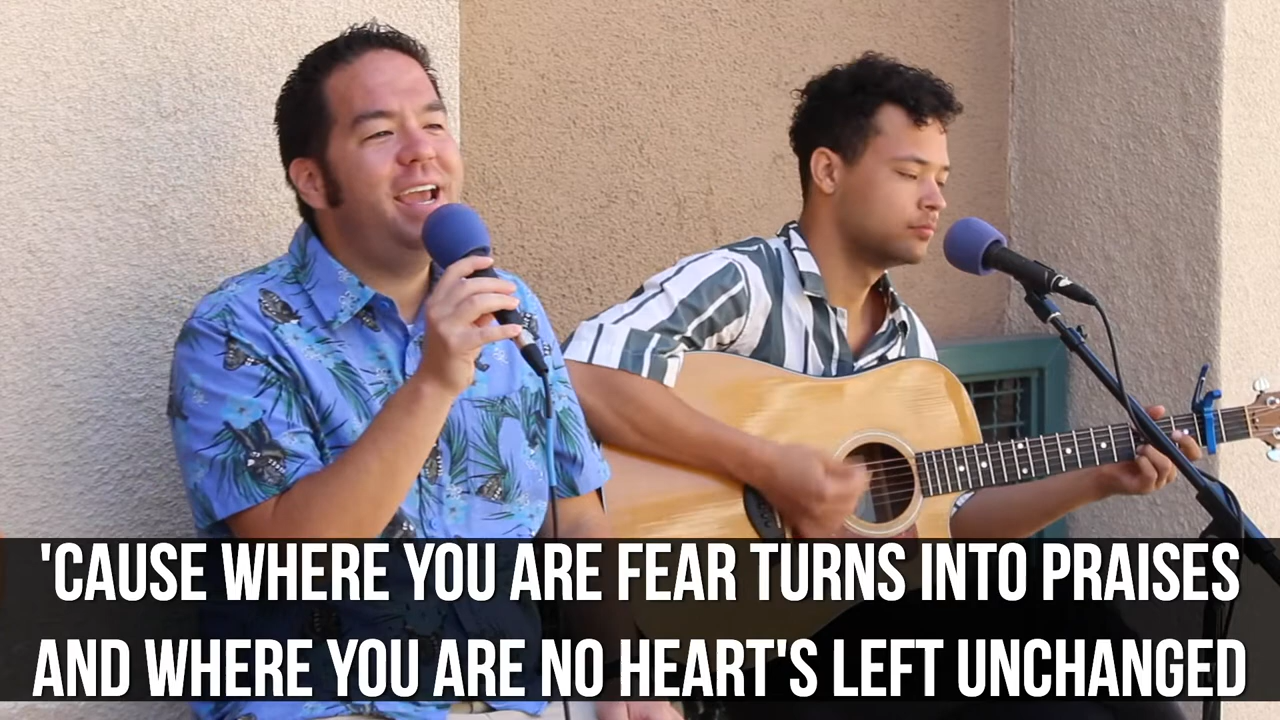 'CAUSE WHERE YOU ARE FEAR TURNS INTO PRAISES
AND WHERE YOU ARE NO HEART'S LEFT UNCHANGED